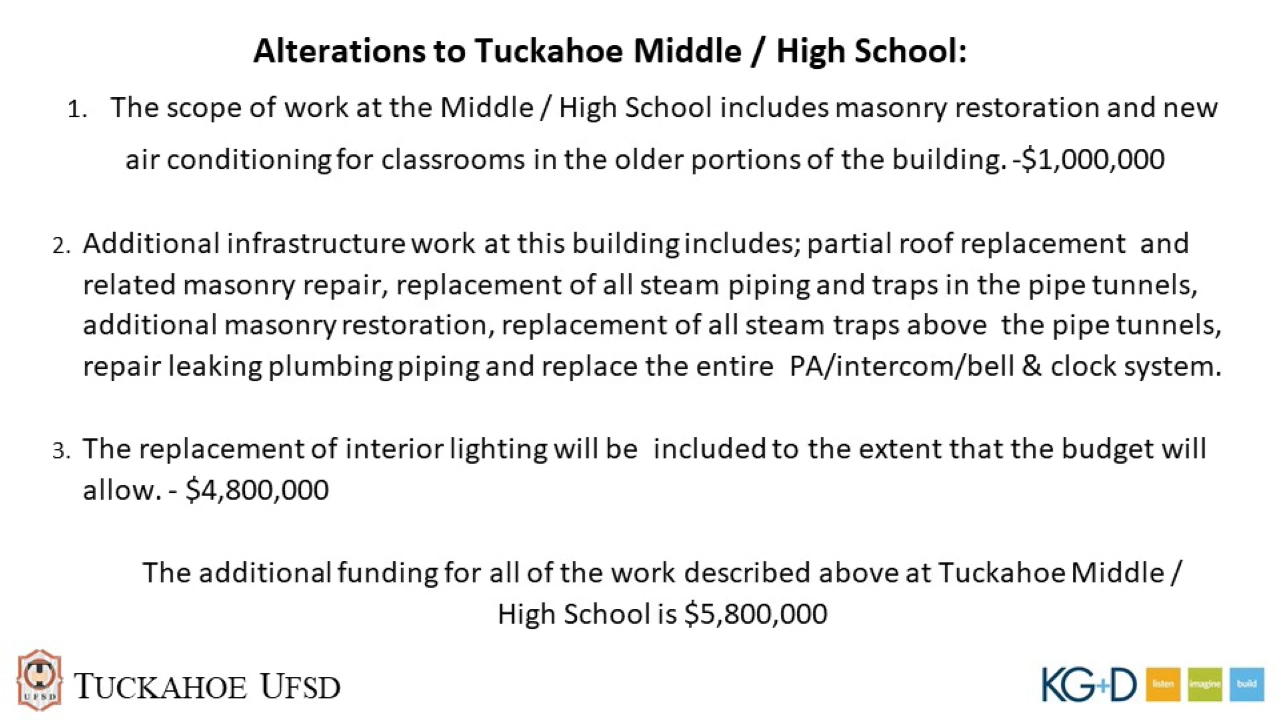 Alterations to Tuckahoe Middle / High School:
1. The scope of work at the Middle / High School includes masonry restoration and new
air conditioning for classrooms in the older portions of the building. -$1,000,000
2. Additional infrastructure work at this building includes; partial roof replacement and
related masonry repair, replacement of all steam piping and traps in the pipe tunnels,
additional masonry restoration, replacement of all steam traps above the pipe tunnels,
repair leaking plumbing piping and replace the entire PA/intercom/bell & clock system.
3. The replacement of interior lighting will be included to the extent that the budget will
allow. - $4,800,000
The additional funding for all of the work described above at Tuckahoe Middle /
High School is $5,800,000
T
UFSD
TUCKAHOE UFSD
KG+D listen imagine build